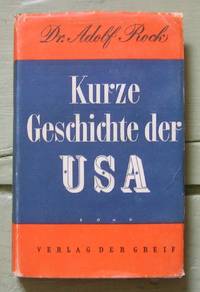 Dr. Adolf Rock
Kurze
Geschichte der
USA
VERLAG DER GREIF